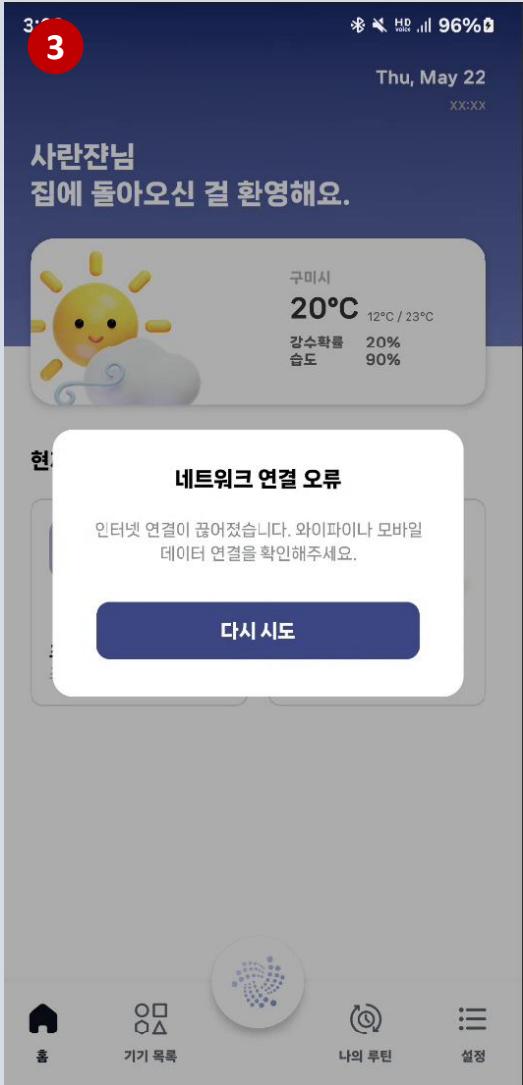 3
96%
Thu, May 22
XX:XX
사란쟌님
집에 돌아오신 걸 환영해요.
구미시
20°C 12°C / 23°C
강수확률 20%
습도 90%
네트워크 연결 오류
인터넷 연결이 끊어졌습니다. 와이파이나 모바일
데이터 연결을 확인해주세요.
다시 시도
홈
기기 목록
나의 루틴
설정